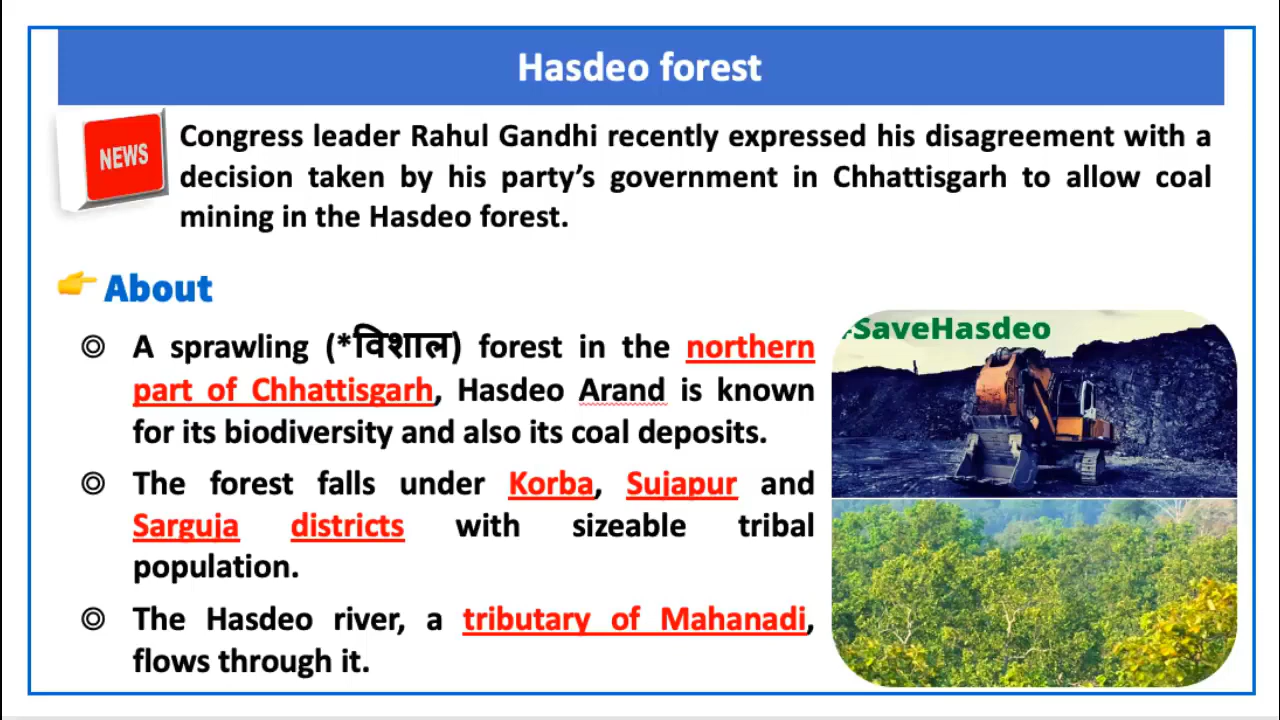 Hasdeo forest
NEWS
Congress leader Rahul Gandhi recently expressed his disagreement with a
decision taken by his party’s government in Chhattisgarh to allow coal
mining in the Hasdeo forest.
About
A sprawling (*विशाल) forest in the northern
part of Chhattisgarh, Hasdeo Arand is known
for its biodiversity and also its coal deposits.
The forest falls under Korba, Sujapur and
Sarguja districts with sizeable tribal
population.
The Hasdeo river, a tributary of Mahanadi,
flows through it.
#SaveHasdeo